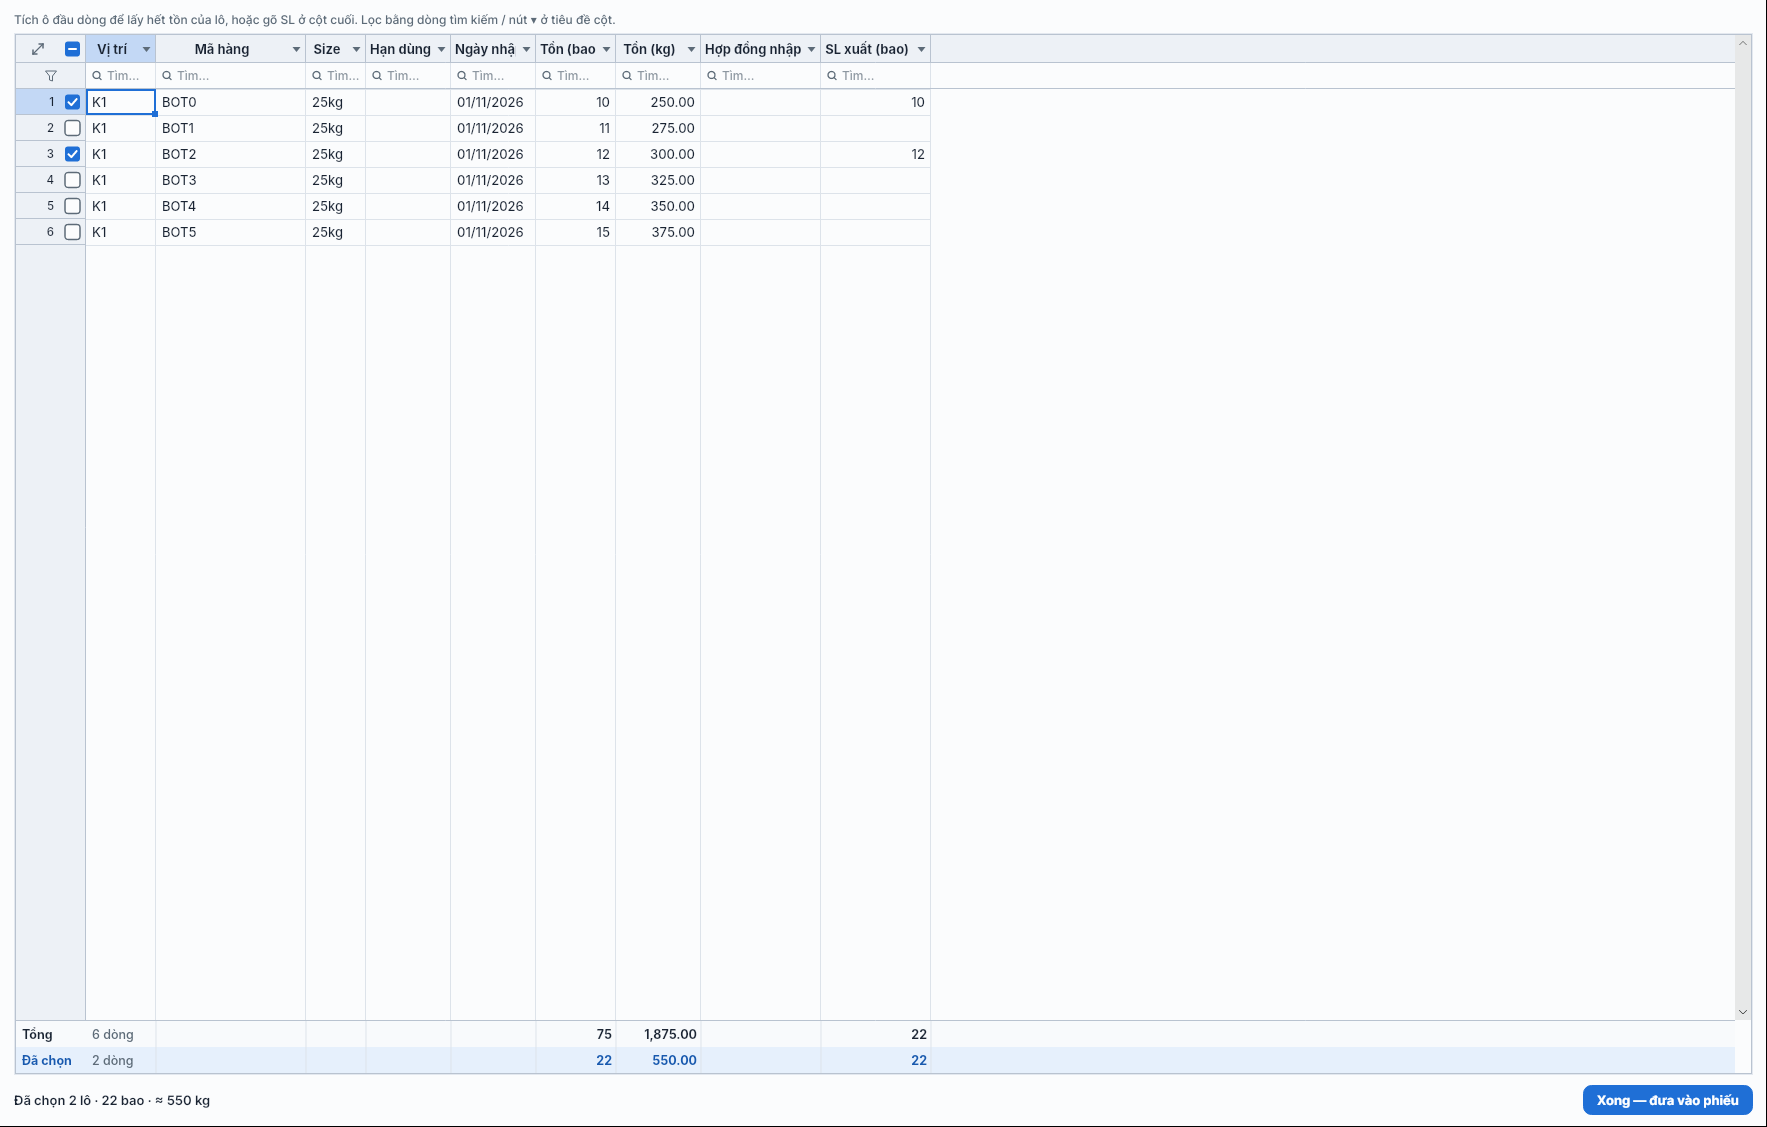 Tích ô đầu dòng để lấy hết tồn của lô, hoặc gõ SL ở cột cuối. Lọc bằng dòng tìm kiếm / nút ▾ ở tiêu đề cột.
Vị trí Mã hàng Size Hạn dùng Ngày nhậ Tồn (bao Tồn (kg) Hợp đồng nhập SL xuất (bao)
Tìm... Tìm... Tìm... Tìm... Tìm... Tìm... Tìm... Tìm... Tìm...
1 K1 BOT0 25kg 01/11/2026 10 250.00 10
2 K1 BOT1 25kg 01/11/2026 11 275.00
3 K1 BOT2 25kg 01/11/2026 12 300.00 12
4 K1 BOT3 25kg 01/11/2026 13 325.00
5 K1 BOT4 25kg 01/11/2026 14 350.00
6 K1 BOT5 25kg 01/11/2026 15 375.00
Tổng 6 dòng 75 1,875.00 22
Đã chọn 2 dòng 22 550.00 22
Đã chọn 2 lô · 22 bao · ≈ 550 kg
Xong — đưa vào phiếu